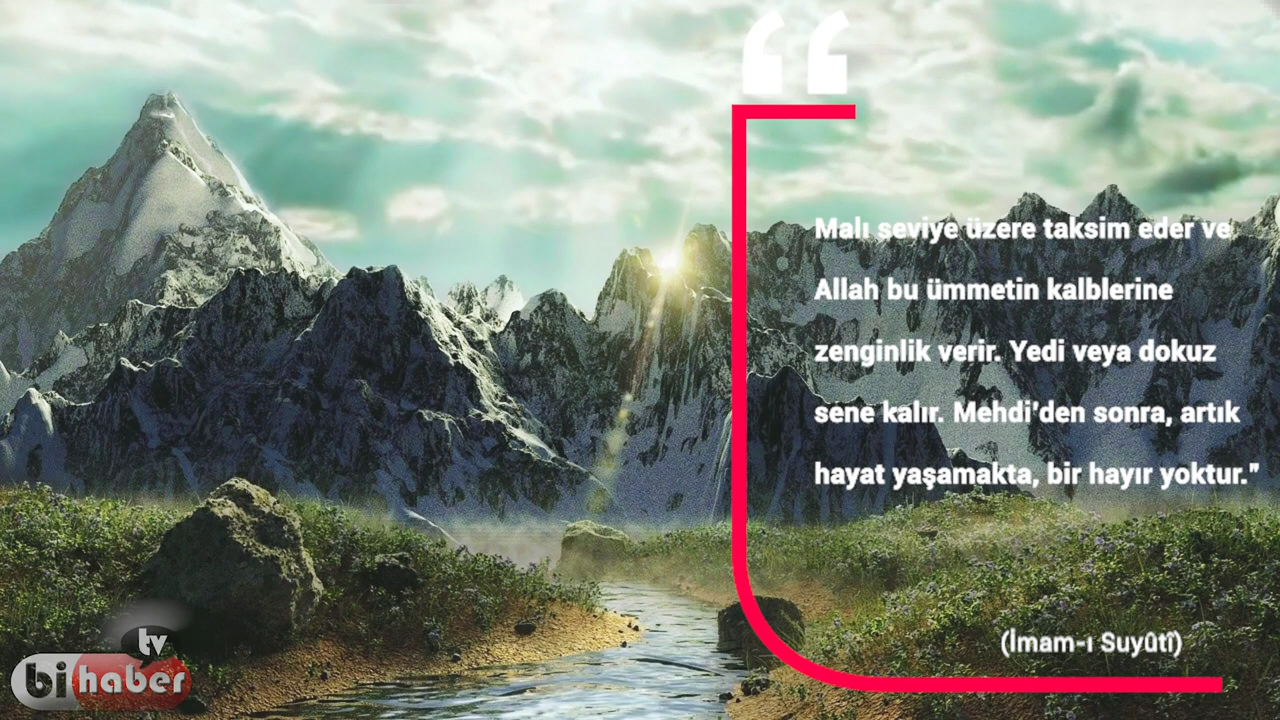 “
Malı seviye üzere taksim eder ve
Allah bu ümmetin kalblerine
zenginlik verir. Yedi veya dokuz
sene kalır. Mehdi'den sonra, artık
hayat yaşamakta, bir hayır yoktur."
(İmam-ı Suyûtî)
tv
bi haber